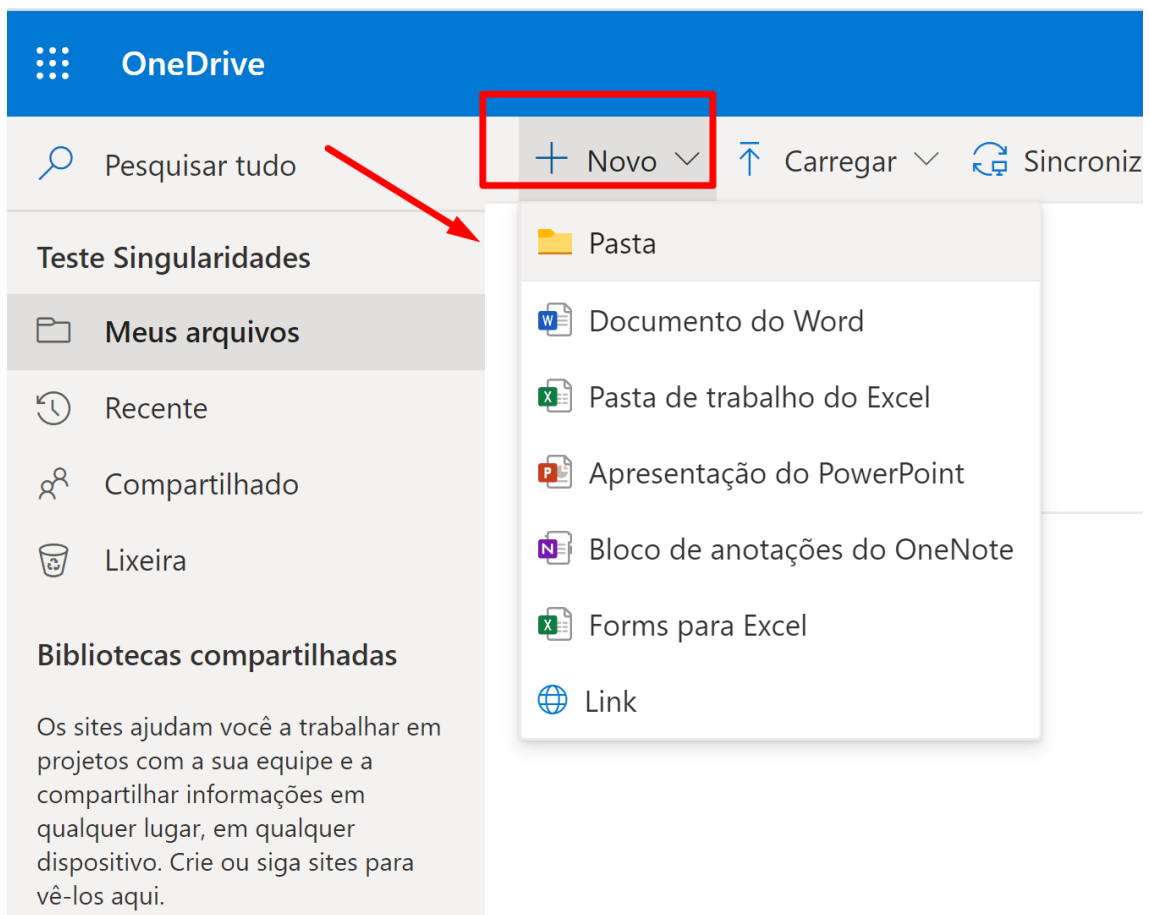 OneDrive
Pesquisar tudo
Novo
Carregar
Sincroniz
Teste Singularidades
Meus arquivos
Recente
Compartilhado
Lixeira
Bibliotecas compartilhadas
Os sites ajudam você a trabalhar em
projetos com a sua equipe e a
compartilhar informações em
qualquer lugar, em qualquer
dispositivo. Crie ou siga sites para
vê-los aqui.
Pasta
Documento do Word
Pasta de trabalho do Excel
Apresentação do PowerPoint
Bloco de anotações do OneNote
Forms para Excel
Link